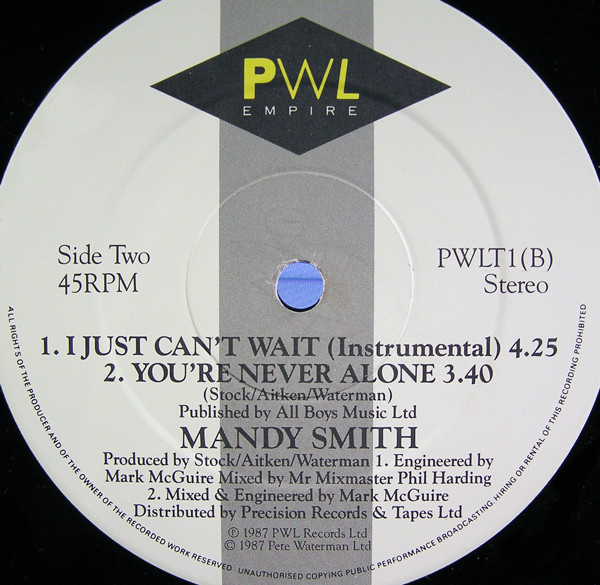 PWL
EMPIRE
Side Two
45RPM
PWLT1(B)
Stereo
1. I JUST CAN'T WAIT (Instrumental) 4.25
2. YOU'RE NEVER ALONE 3.40
(Stock/Aitken/Waterman)
Published by All Boys Music Ltd
MANDY SMITH
Produced by Stock/Aitken/Waterman 1. Engineered by
Mark McGuire Mixed by Mr Mixmaster Phil Harding
2. Mixed & Engineered by Mark McGuire
Distributed by Precision Records & Tapes Ltd
℗ 1987 PWL Records Ltd
© 1987 Pete Waterman Ltd
ALL RIGHTS OF THE PRODUCER AND OF THE OWNER OF THE RECORDED WORK RESERVED. UNAUTHORISED COPYING PUBLIC PERFORMANCE BROADCASTING. HIRING OR RENTAL OF THIS RECORDING PROHIBITED